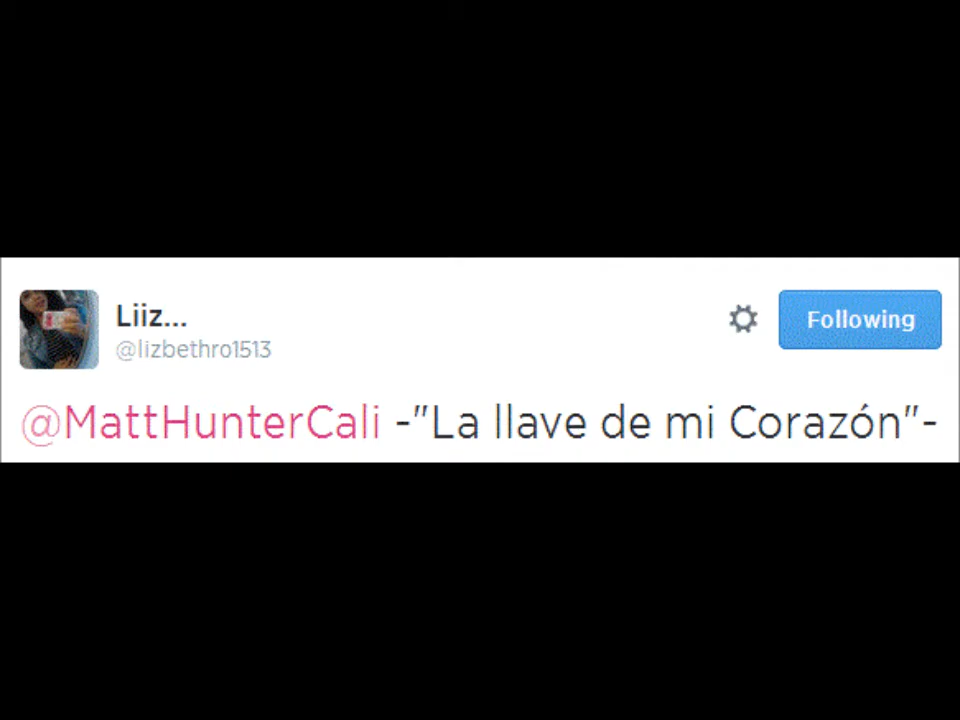 Liiz...
@lizbethro1513
Following
@MattHunterCali -"La llave de mi Corazón"-